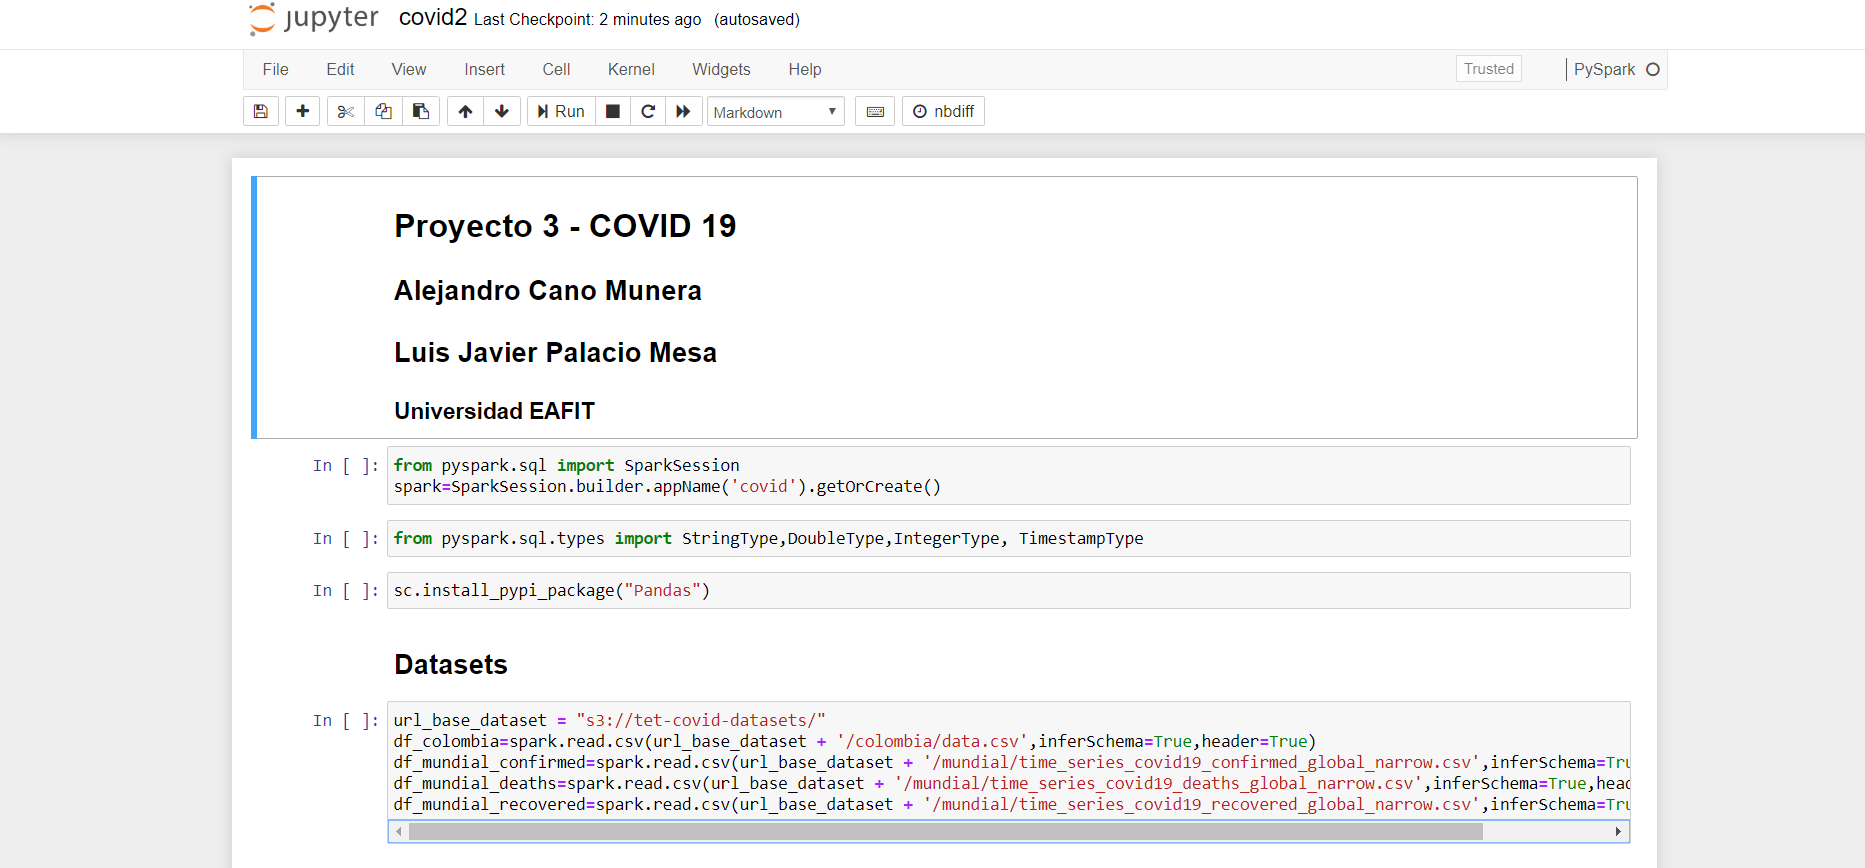 jupyter covid2 Last Checkpoint: 2 minutes ago (autosaved)
File Edit View Insert Cell Kernel Widgets Help Trusted PySpark
Run Markdown nbdiff
Proyecto 3 - COVID 19
Alejandro Cano Munera
Luis Javier Palacio Mesa
Universidad EAFIT
In [ ]: from pyspark.sql import SparkSession
spark=SparkSession.builder.appName('covid').getOrCreate()
In [ ]: from pyspark.sql.types import StringType,DoubleType,IntegerType, TimestampType
In [ ]: sc.install_pypi_package("Pandas")
Datasets
In [ ]: url_base_dataset = "s3://tet-covid-datasets/"
df_colombia=spark.read.csv(url_base_dataset + '/colombia/data.csv',inferSchema=True,header=True)
df_mundial_confirmed=spark.read.csv(url_base_dataset + '/mundial/time_series_covid19_confirmed_global_narrow.csv',inferSchema=Tru
df_mundial_deaths=spark.read.csv(url_base_dataset + '/mundial/time_series_covid19_deaths_global_narrow.csv',inferSchema=True,head
df_mundial_recovered=spark.read.csv(url_base_dataset + '/mundial/time_series_covid19_recovered_global_narrow.csv',inferSchema=Tru